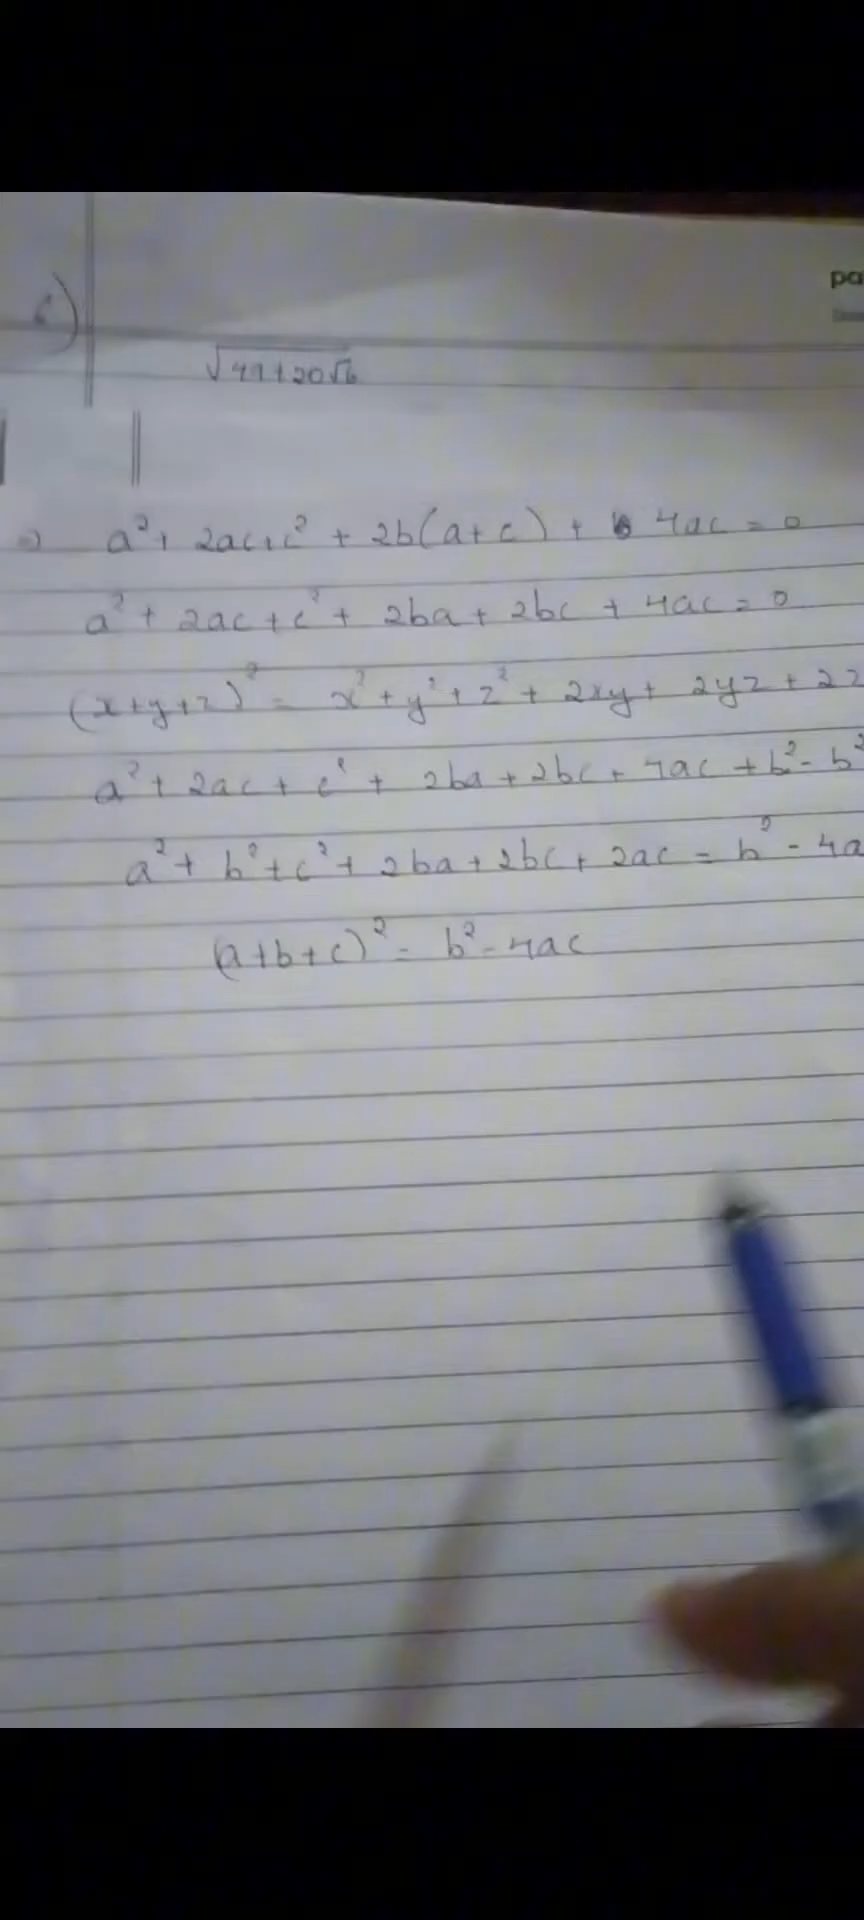 pa
√49+20√6
a² + 2ac + c² + 2b(a+c) + 4ac = 0
a² + 2ac + c² + 2ba + 2bc + 4ac = 0
(x+y+z)² = x² + y² + z² + 2xy + 2yz + 2z
a² + 2ac + c² + 2ba + 2bc + 4ac + b² - b²
a² + b² + c² + 2ba + 2bc + 2ac = b² - 4a
(a+b+c)² = b² - 4ac